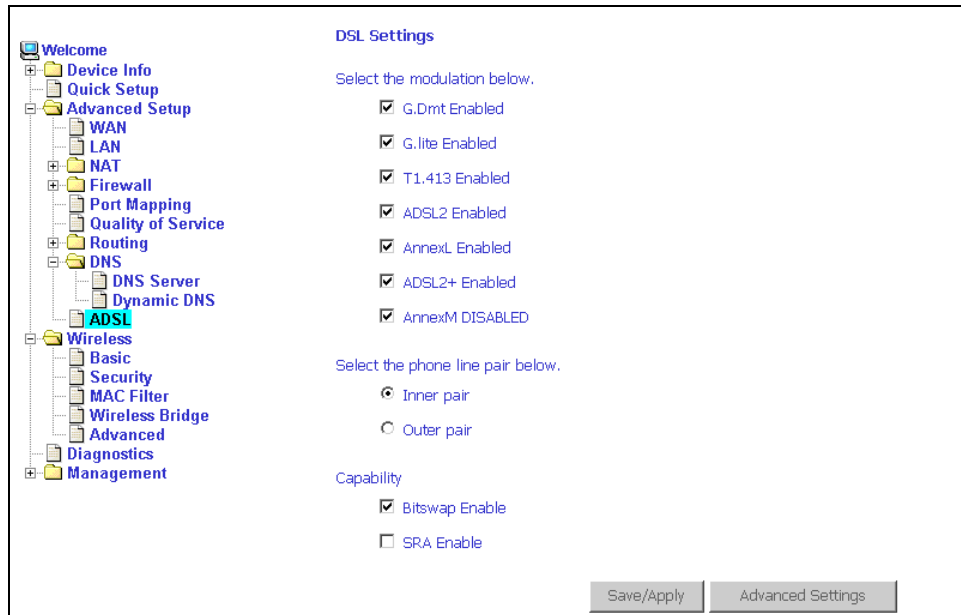 Welcome
Device Info
Quick Setup
Advanced Setup
WAN
LAN
NAT
Firewall
Port Mapping
Quality of Service
Routing
DNS
DNS Server
Dynamic DNS
ADSL
Wireless
Basic
Security
MAC Filter
Wireless Bridge
Advanced
Diagnostics
Management
DSL Settings
Select the modulation below.
G.Dmt Enabled
G.lite Enabled
T1.413 Enabled
ADSL2 Enabled
AnnexL Enabled
ADSL2+ Enabled
AnnexM DISABLED
Select the phone line pair below.
Inner pair
Outer pair
Capability
Bitswap Enable
SRA Enable
Save/Apply
Advanced Settings